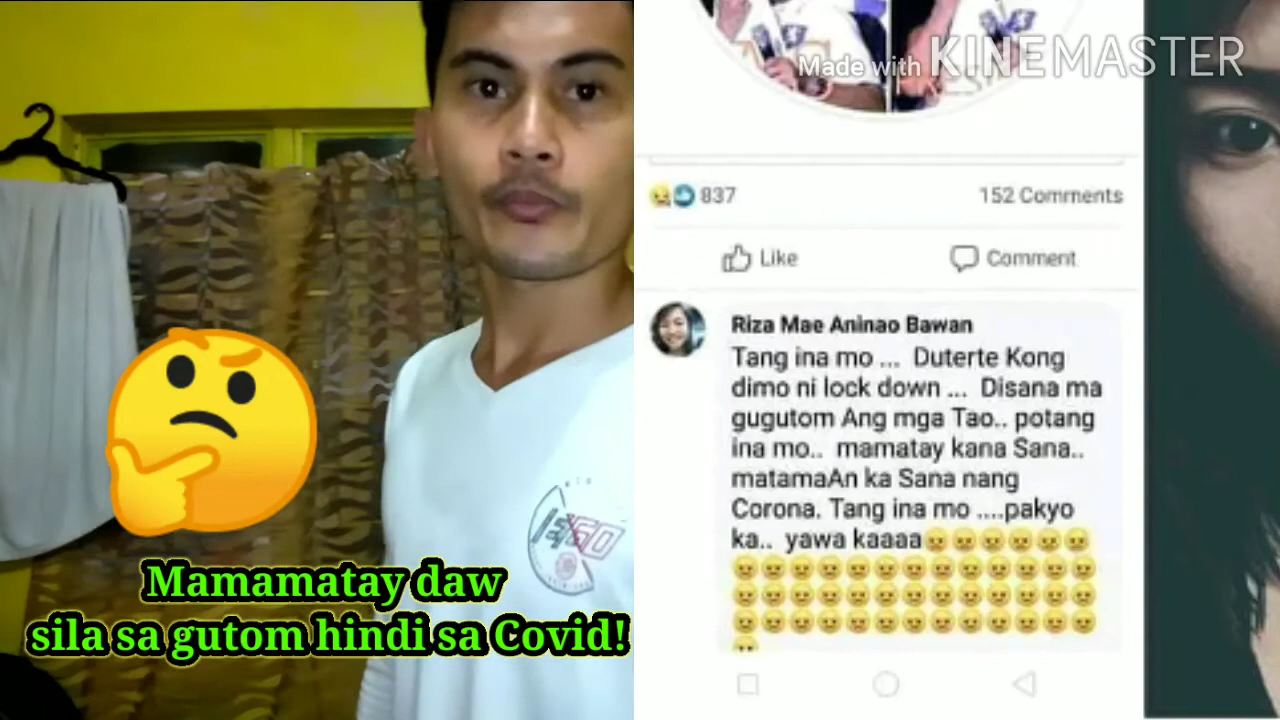 Made with KINEMASTER
837
152 Comments
Like
Comment
Riza Mae Aninao Bawan
Tang ina mo ... Duterte Kong
dimo ni lock down ... Disana ma
gugutom Ang mga Tao.. potang
ina mo.. mamatay kana Sana..
matamaAn ka Sana nang
Corona. Tang ina mo ....pakyo
ka.. yawa kaaaa
Mamamatay daw
sila sa gutom hindi sa Covid!